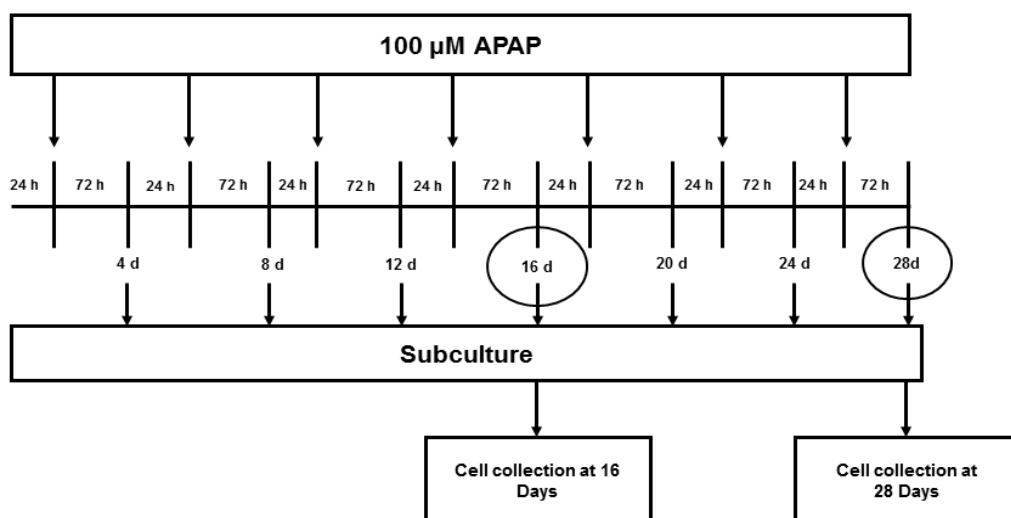 100 µM APAP
24 h 72 h 24 h 72 h 24 h 72 h 24 h 72 h 24 h 72 h 24 h 72 h 24 h 72 h
4 d 8 d 12 d 16 d 20 d 24 d 28d
Subculture
Cell collection at 16
Days
Cell collection at
28 Days